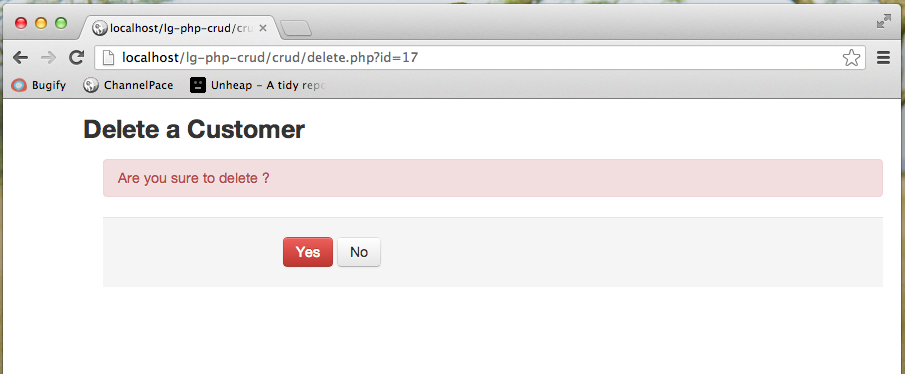 localhost/lg-php-crud/cru
localhost/lg-php-crud/crud/delete.php?id=17
Bugify ChannelPace Unheap - A tidy repo
Delete a Customer
Are you sure to delete ?
Yes No